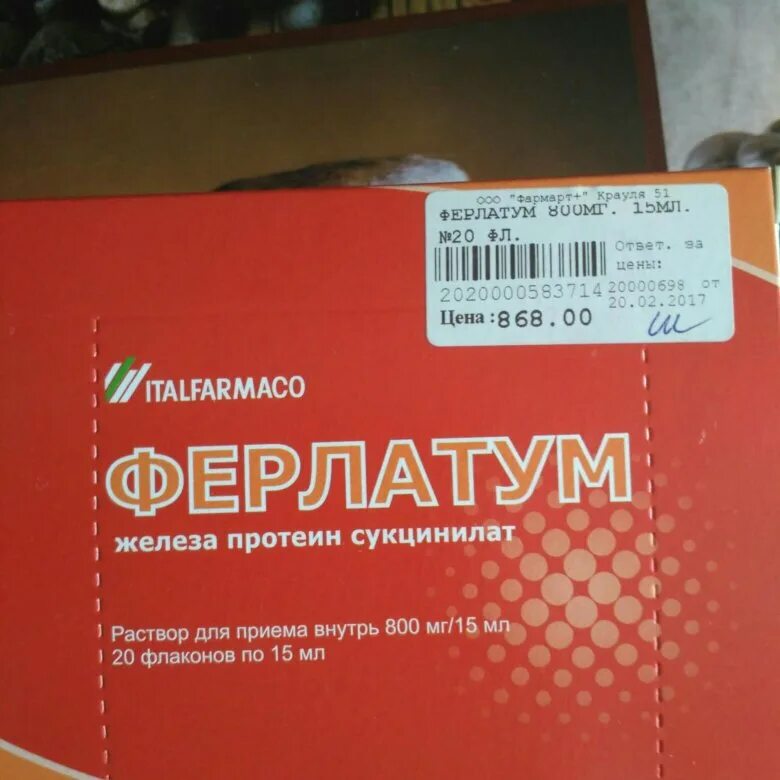 ООО "Фармарт+" Крауля 51
ФЕРЛАТУМ 800МГ. 15МЛ.
№20 ФЛ.
Ответ. за
цены:
2020000583714
20000698 от
20.02.2017
Цена:868.00
ITALFARMACO
ФЕРЛАТУМ
железа протеин сукцинилат
Раствор для приема внутрь 800 мг/15 мл
20 флаконов по 15 мл